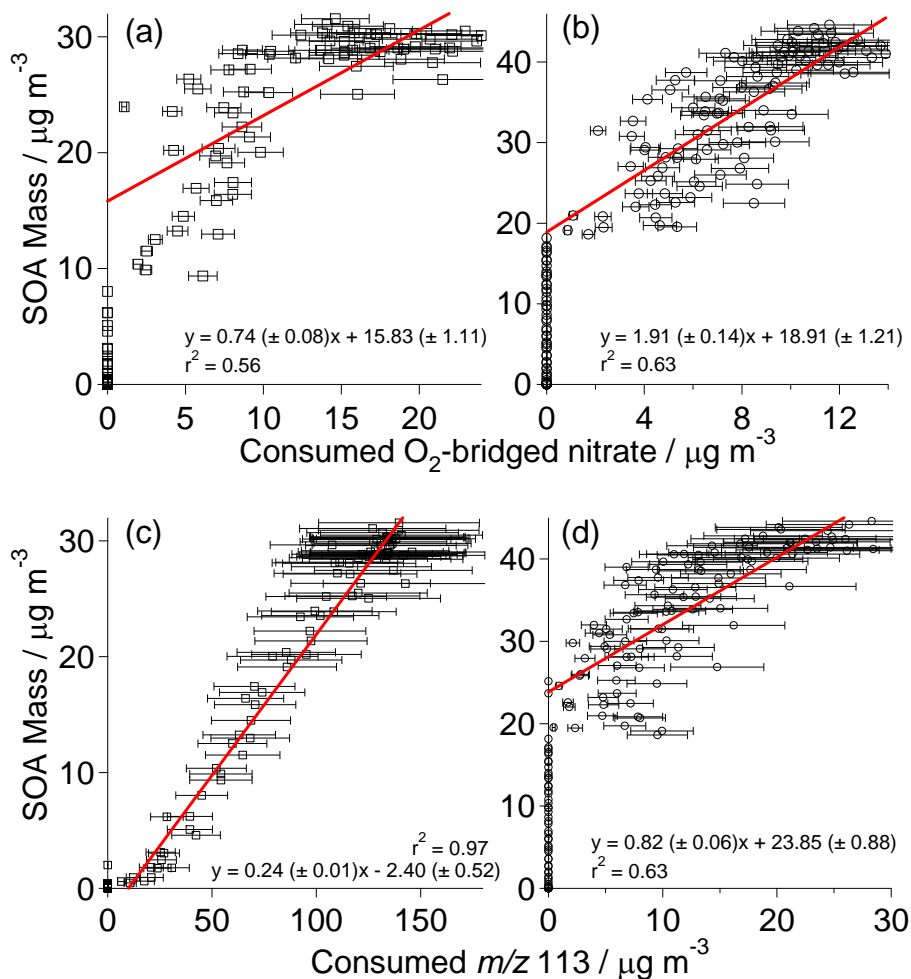 (a)
(b)
SOA Mass / μg m⁻³
30
20
10
0
40
30
20
10
0
y = 0.74 (± 0.08)x + 15.83 (± 1.11)
r² = 0.56
y = 1.91 (± 0.14)x + 18.91 (± 1.21)
r² = 0.63
0 5 10 15 20
0 4 8 12
Consumed O₂-bridged nitrate / μg m⁻³
(c)
(d)
SOA Mass / μg m⁻³
30
20
10
0
40
30
20
10
0
r² = 0.97
y = 0.24 (± 0.01)x - 2.40 (± 0.52)
y = 0.82 (± 0.06)x + 23.85 (± 0.88)
r² = 0.63
50 100 150
0 10 20 30
Consumed m/z 113 / μg m⁻³